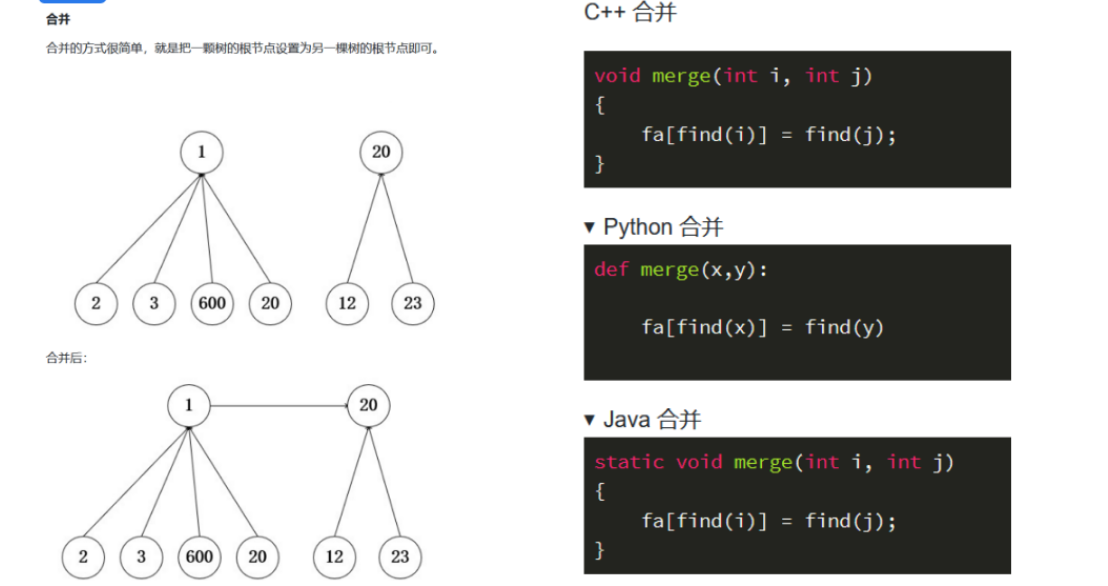 合并
合并的方式很简单，就是把一颗树的根节点设置为另一棵树的根节点即可。
1 20
2 3 600 20 12 23
合并后：
1 20
2 3 600 20 12 23
C++ 合并
void merge(int i, int j)
{
    fa[find(i)] = find(j);
}
▾ Python 合并
def merge(x,y):
    fa[find(x)] = find(y)
▾ Java 合并
static void merge(int i, int j)
{
    fa[find(i)] = find(j);
}